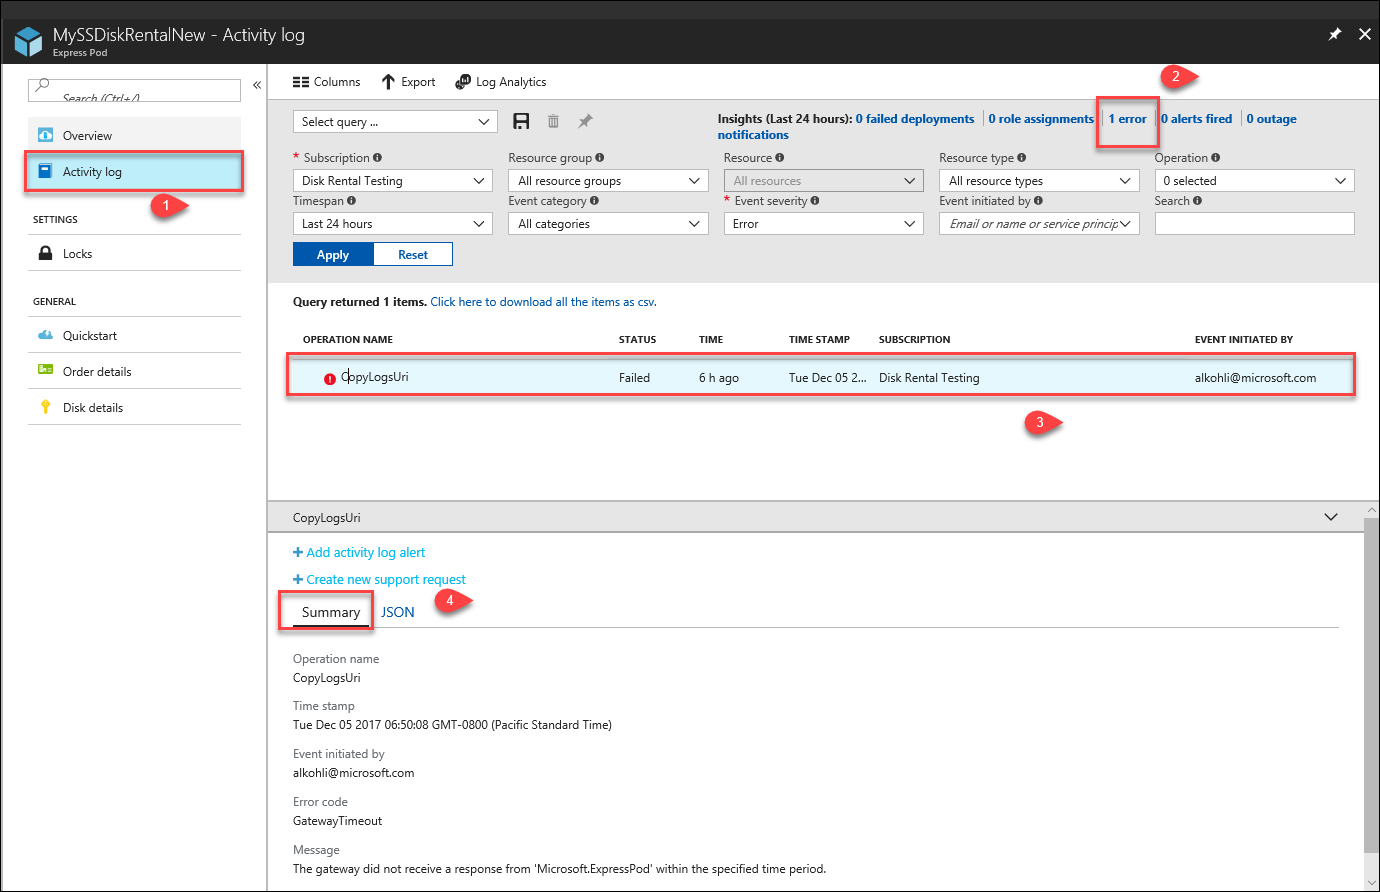 MySSDiskRentalNew - Activity log
Express Pod
Search (Ctrl+/)
«
Overview
Activity log
1
SETTINGS
Locks
GENERAL
Quickstart
Order details
Disk details
Columns Export Log Analytics
2
Select query ...
Insights (Last 24 hours): 0 failed deployments | 0 role assignments | 1 error | 0 alerts fired | 0 outage
notifications
* Subscription Resource group Resource Resource type Operation
Disk Rental Testing All resource groups All resources All resource types 0 selected
Timespan Event category * Event severity Event initiated by Search
Last 24 hours All categories Error Email or name or service princip
Apply Reset
Query returned 1 items. Click here to download all the items as csv.
OPERATION NAME STATUS TIME TIME STAMP SUBSCRIPTION EVENT INITIATED BY
CopyLogsUri Failed 6 h ago Tue Dec 05 2... Disk Rental Testing alkohli@microsoft.com
3
CopyLogsUri
+ Add activity log alert
+ Create new support request
Summary JSON 4
Operation name
CopyLogsUri
Time stamp
Tue Dec 05 2017 06:50:08 GMT-0800 (Pacific Standard Time)
Event initiated by
alkohli@microsoft.com
Error code
GatewayTimeout
Message
The gateway did not receive a response from 'Microsoft.ExpressPod' within the specified time period.